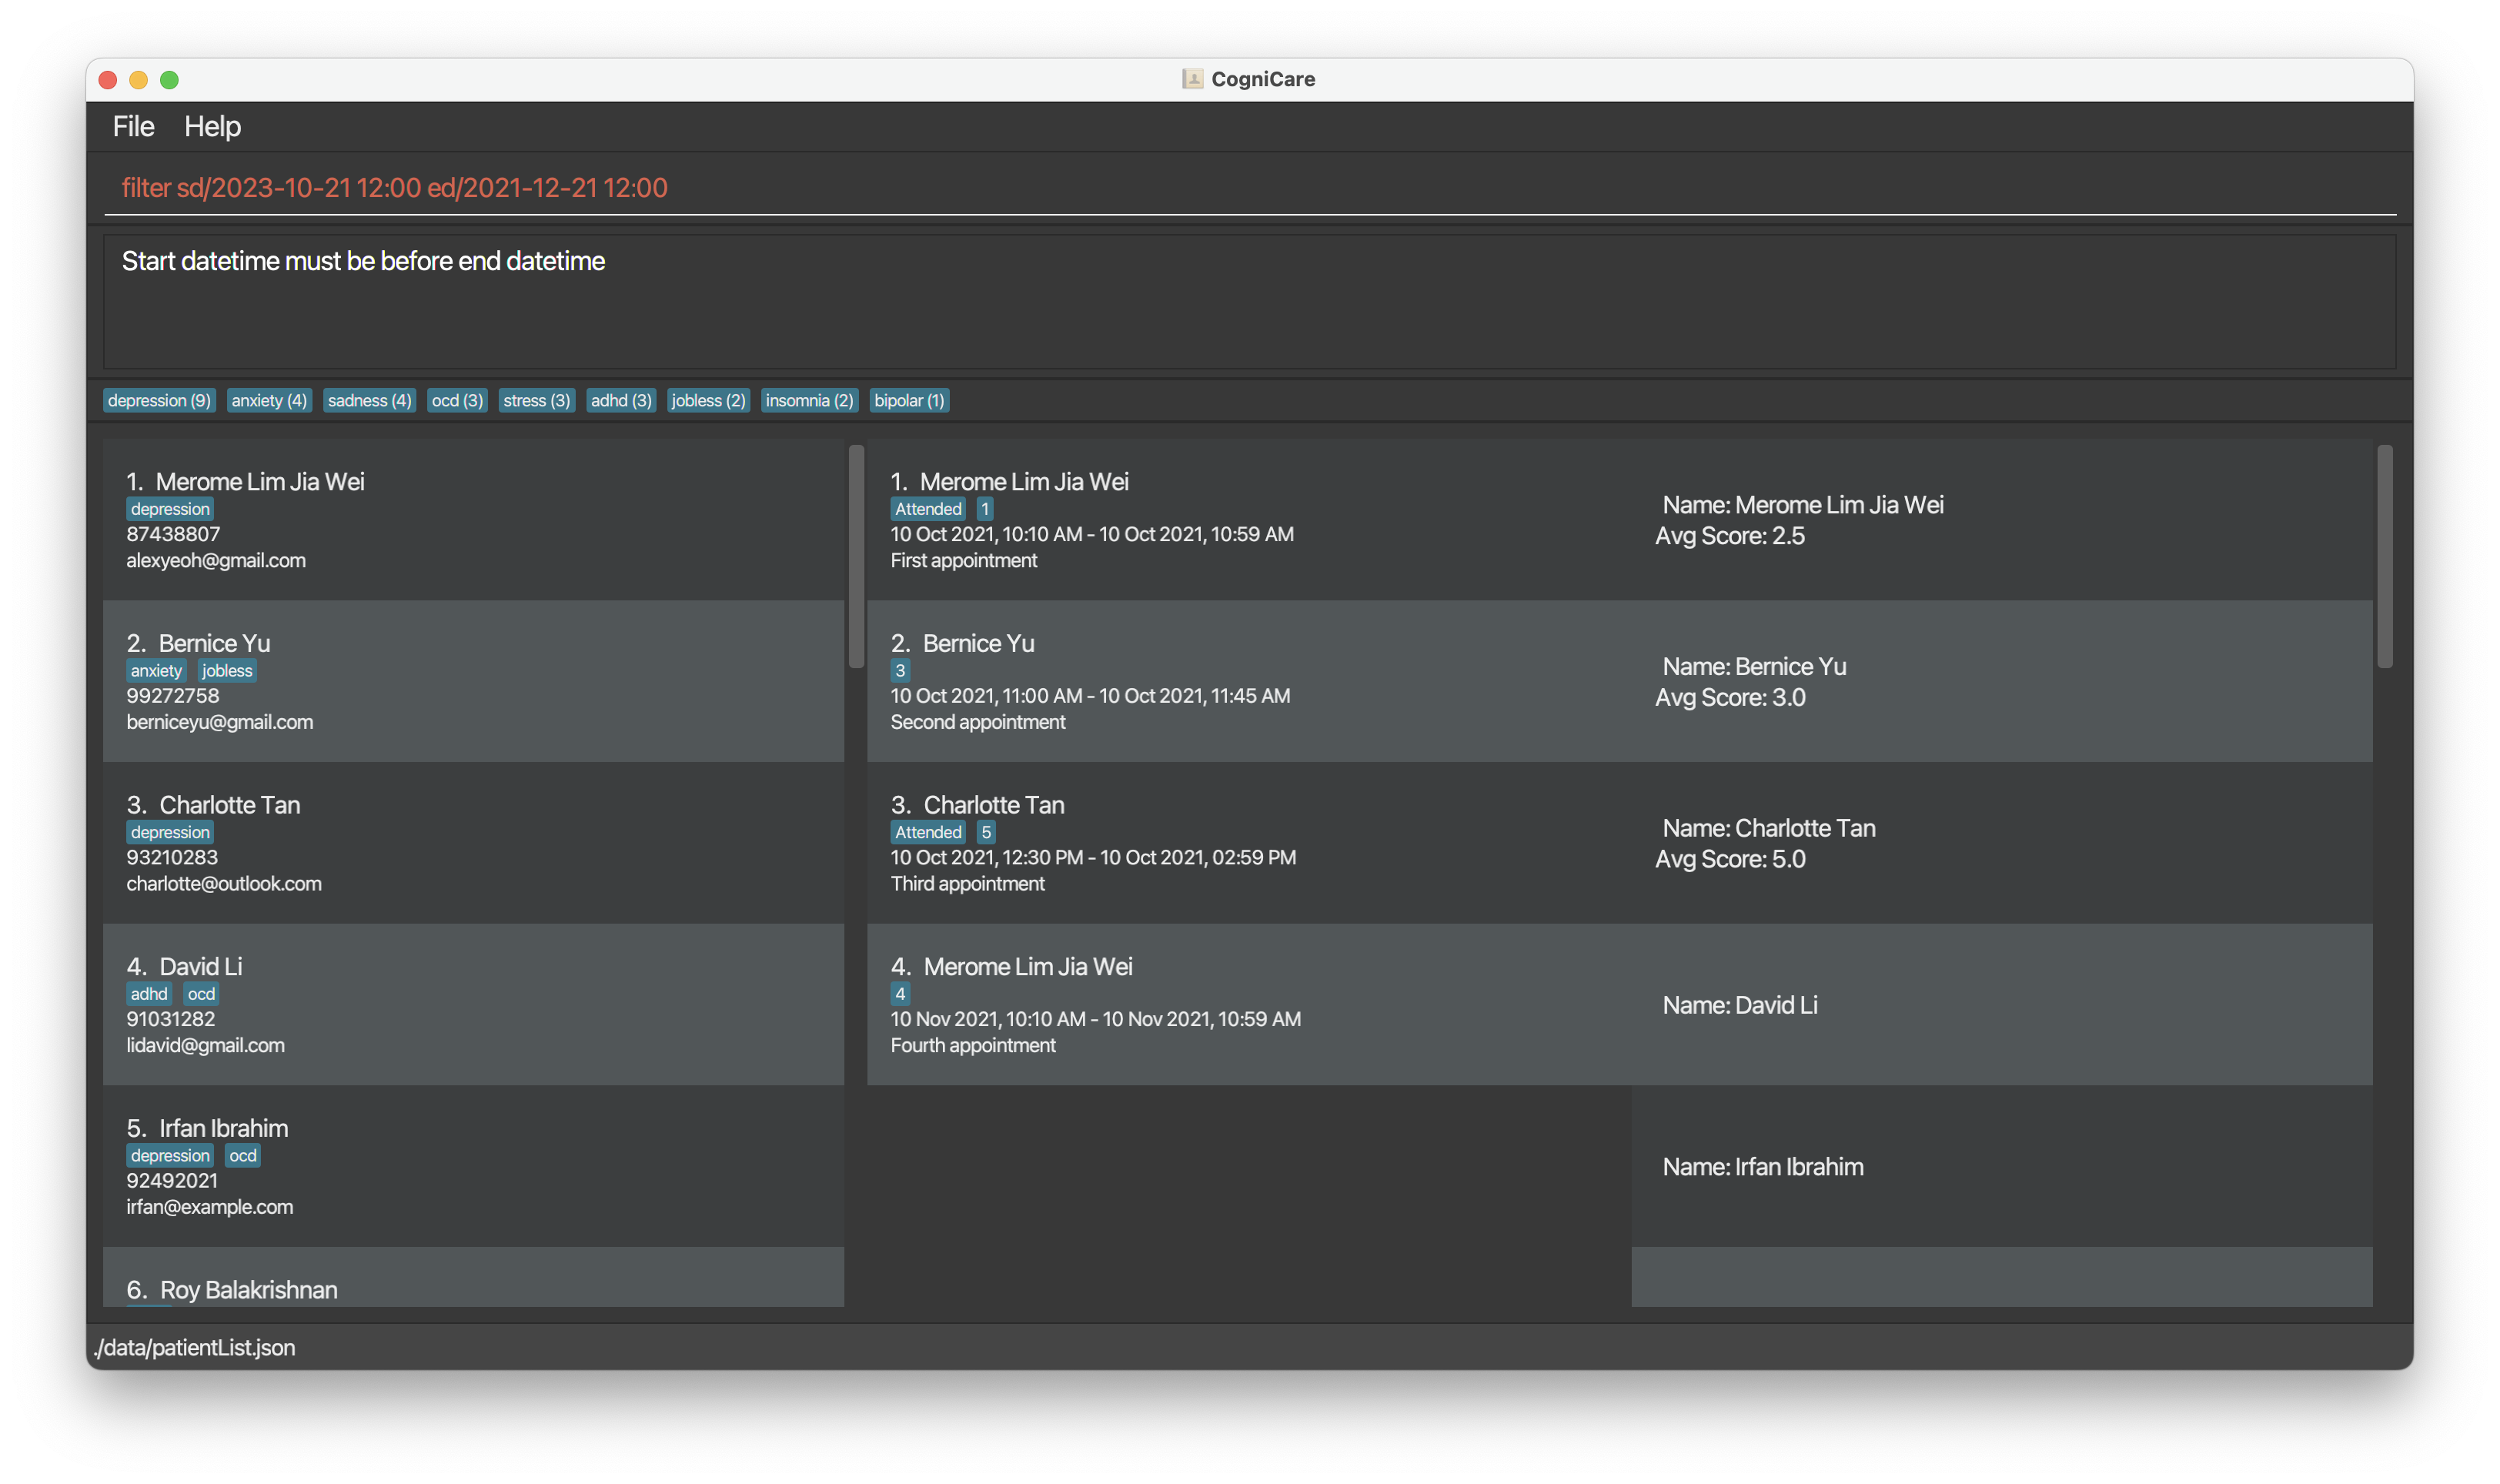 CogniCare
File Help
filter sd/2023-10-21 12:00 ed/2021-12-21 12:00
Start datetime must be before end datetime
depression (9) anxiety (4) sadness (4) ocd (3) stress (3) adhd (3) jobless (2) insomnia (2) bipolar (1)
1. Merome Lim Jia Wei
depression
87438807
alexyeoh@gmail.com
2. Bernice Yu
anxiety jobless
99272758
berniceyu@gmail.com
3. Charlotte Tan
depression
93210283
charlotte@outlook.com
4. David Li
adhd ocd
91031282
lidavid@gmail.com
5. Irfan Ibrahim
depression ocd
92492021
irfan@example.com
6. Roy Balakrishnan
1. Merome Lim Jia Wei
Attended 1
10 Oct 2021, 10:10 AM - 10 Oct 2021, 10:59 AM
First appointment
2. Bernice Yu
3
10 Oct 2021, 11:00 AM - 10 Oct 2021, 11:45 AM
Second appointment
3. Charlotte Tan
Attended 5
10 Oct 2021, 12:30 PM - 10 Oct 2021, 02:59 PM
Third appointment
4. Merome Lim Jia Wei
4
10 Nov 2021, 10:10 AM - 10 Nov 2021, 10:59 AM
Fourth appointment
Name: Merome Lim Jia Wei
Avg Score: 2.5
Name: Bernice Yu
Avg Score: 3.0
Name: Charlotte Tan
Avg Score: 5.0
Name: David Li
Name: Irfan Ibrahim
./data/patientList.json